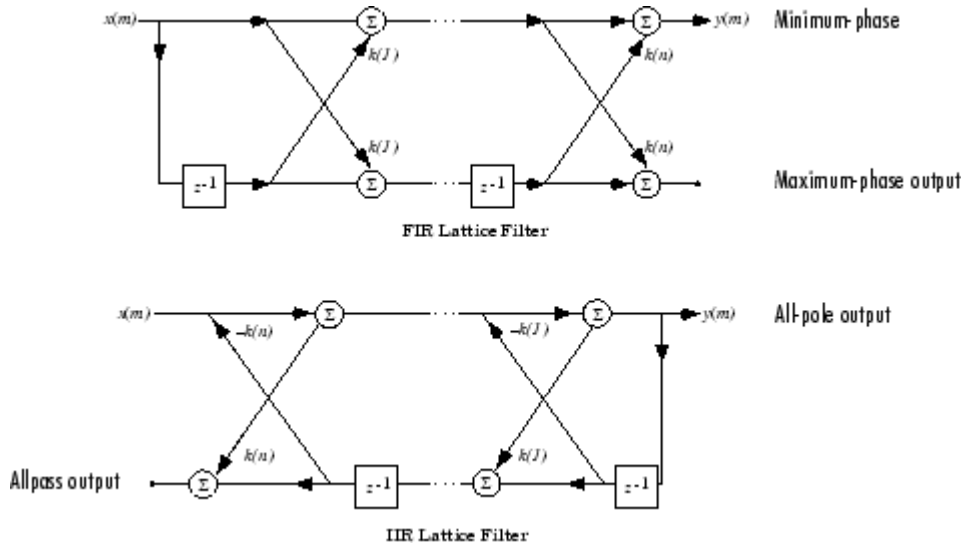 x(m) Σ Σ y(m) Minimum-phase
k(1) k(n)
k(1) k(n)
z-1 Σ z-1 Σ Maximum-phase output
FIR Lattice Filter
x(m) Σ Σ y(m) All-pole output
–k(n) –k(1)
k(n) k(1)
Allpass output Σ z-1 Σ z-1
IIR Lattice Filter